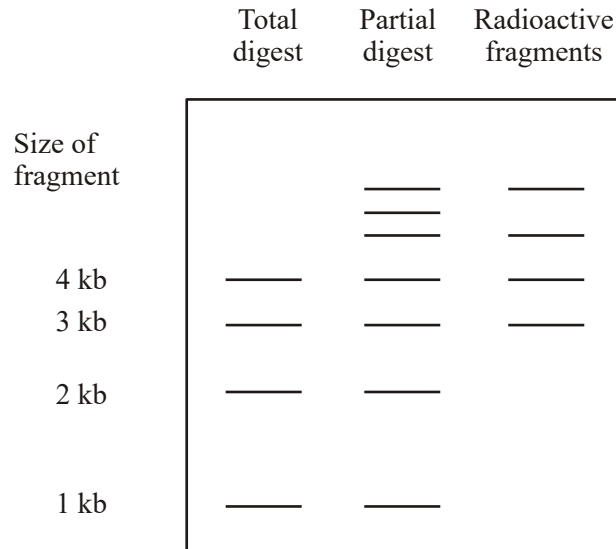 Total
digest
Partial
digest
Radioactive
fragments
Size of
fragment
4 kb
3 kb
2 kb
1 kb